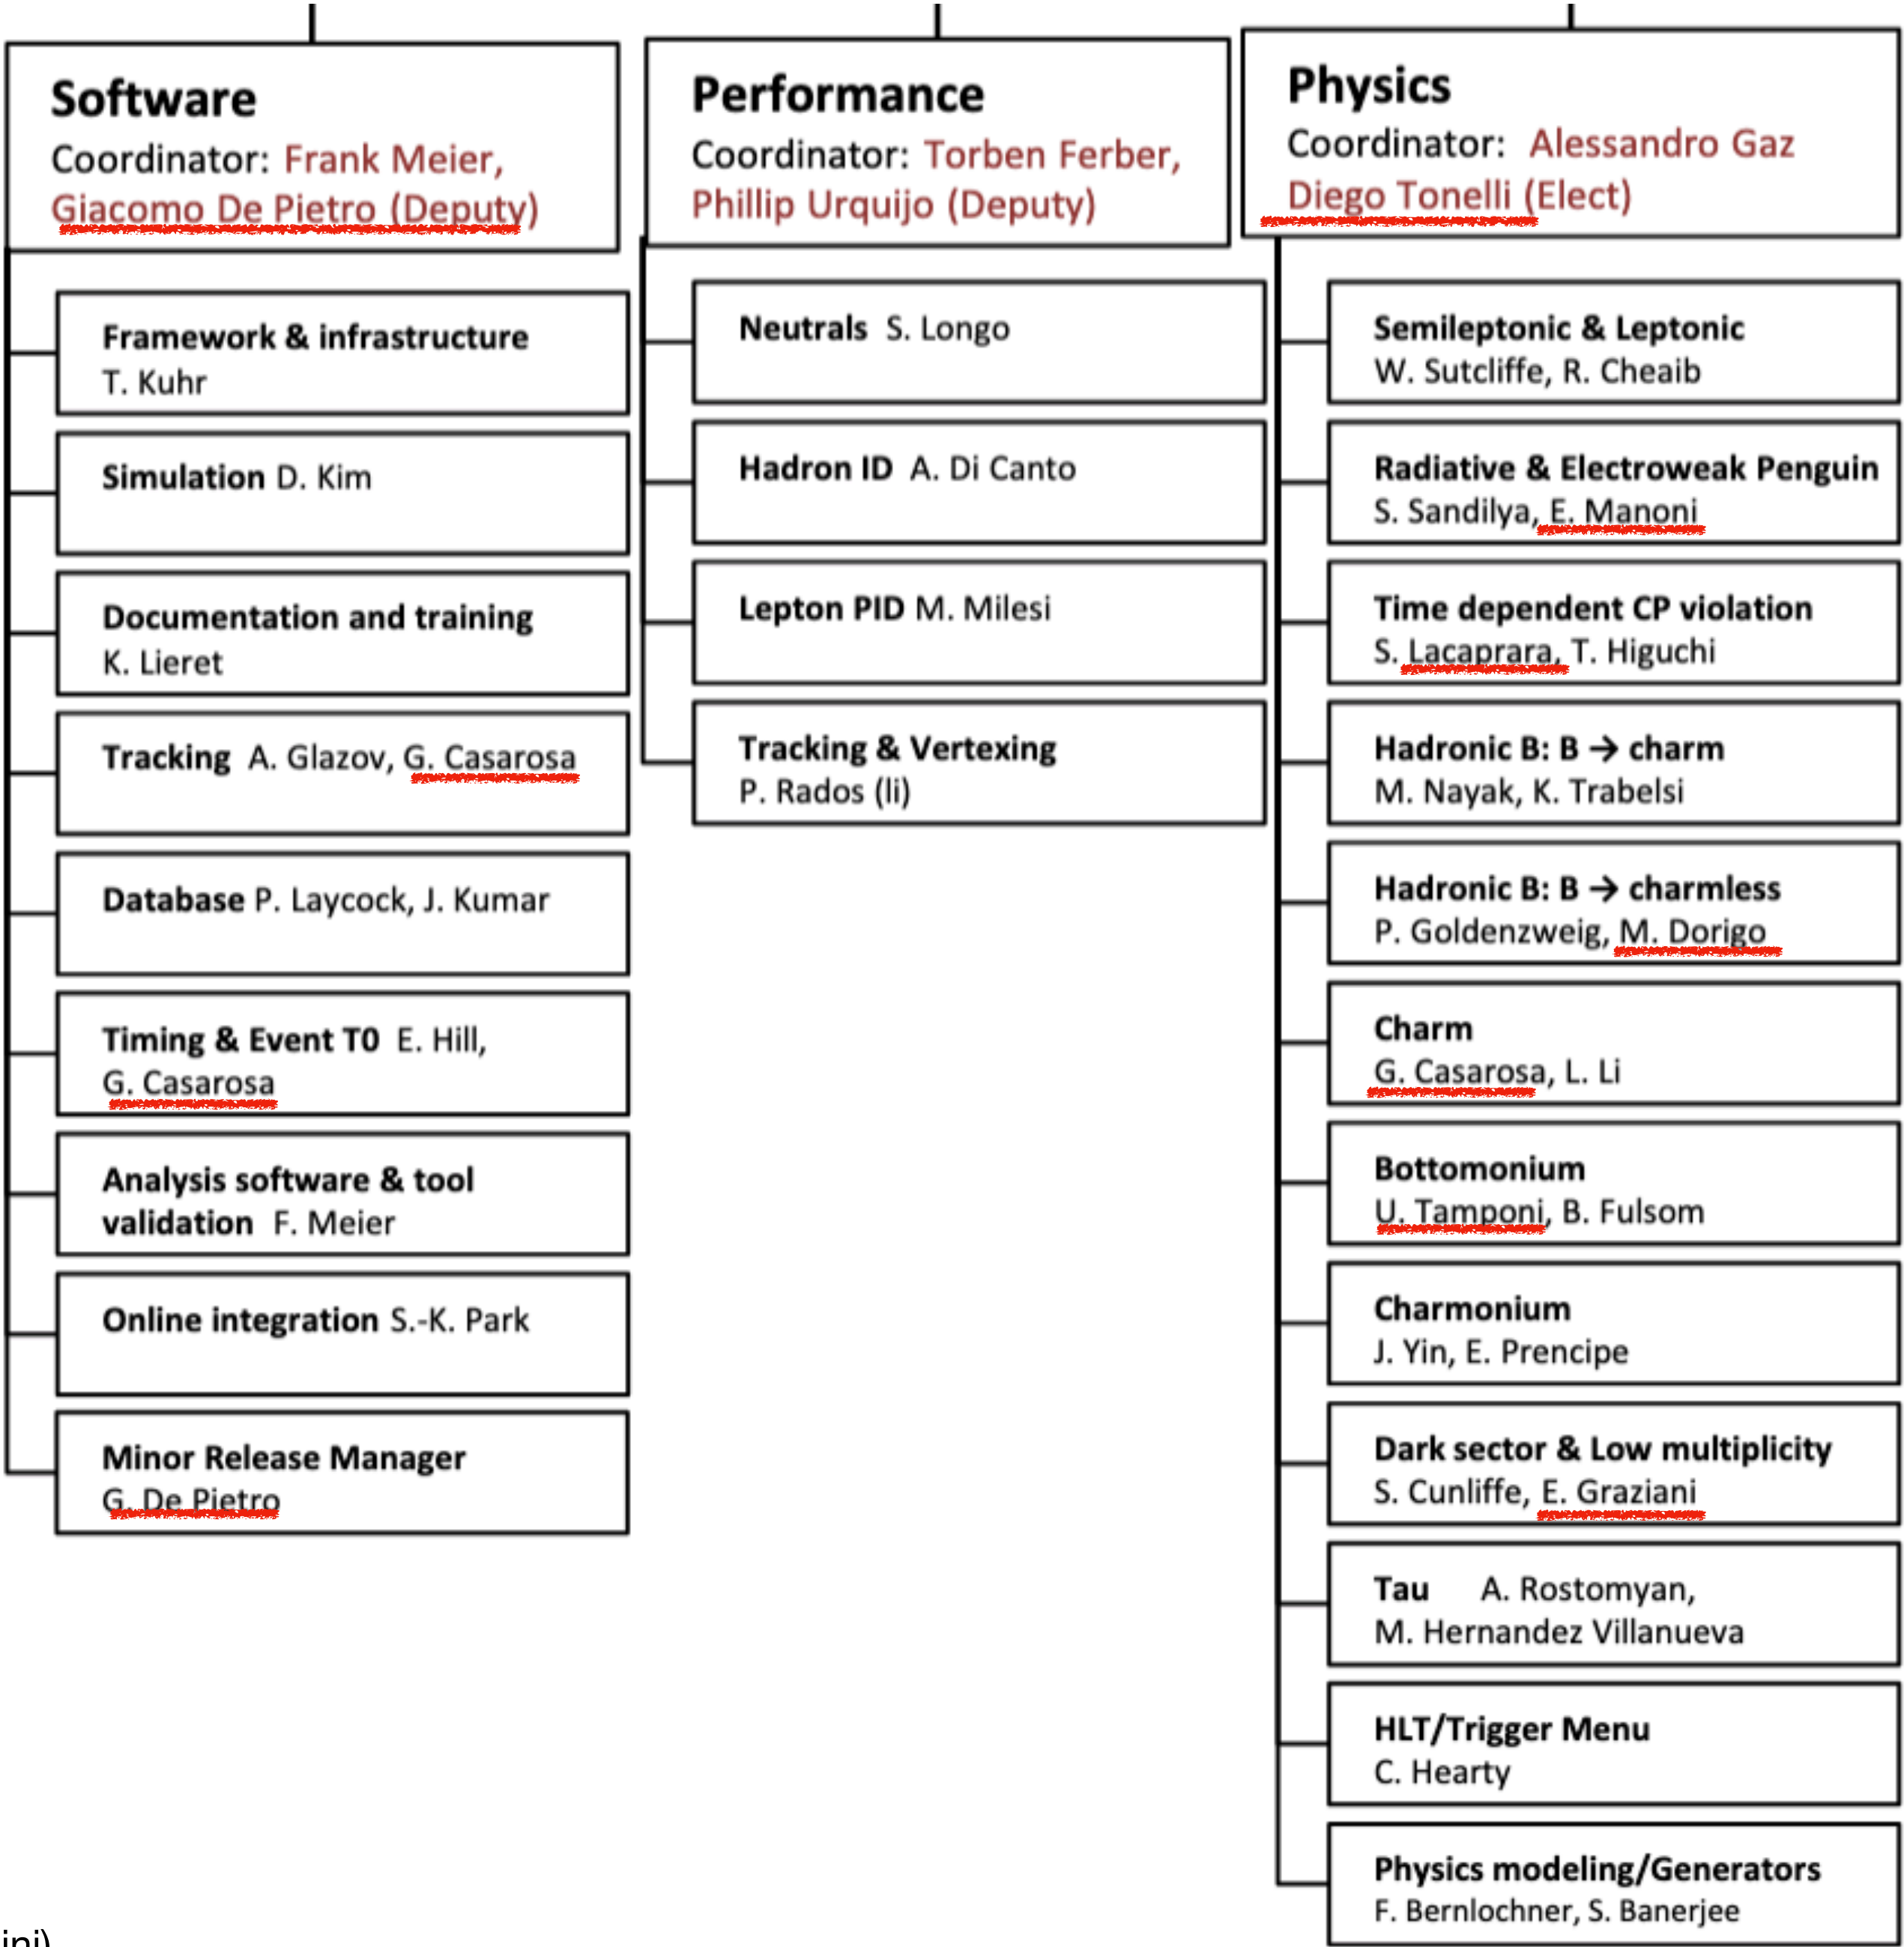 Software
Coordinator: Frank Meier,
Giacomo De Pietro (Deputy)
Framework & infrastructure
T. Kuhr
Simulation D. Kim
Documentation and training
K. Lieret
Tracking A. Glazov, G. Casarosa
Database P. Laycock, J. Kumar
Timing & Event T0 E. Hill,
G. Casarosa
Analysis software & tool
validation F. Meier
Online integration S.-K. Park
Minor Release Manager
G. De Pietro
Performance
Coordinator: Torben Ferber,
Phillip Urquijo (Deputy)
Neutrals S. Longo
Hadron ID A. Di Canto
Lepton PID M. Milesi
Tracking & Vertexing
P. Rados (li)
Physics
Coordinator: Alessandro Gaz
Diego Tonelli (Elect)
Semileptonic & Leptonic
W. Sutcliffe, R. Cheaib
Radiative & Electroweak Penguin
S. Sandilya, E. Manoni
Time dependent CP violation
S. Lacaprara, T. Higuchi
Hadronic B: B → charm
M. Nayak, K. Trabelsi
Hadronic B: B → charmless
P. Goldenzweig, M. Dorigo
Charm
G. Casarosa, L. Li
Bottomonium
U. Tamponi, B. Fulsom
Charmonium
J. Yin, E. Prencipe
Dark sector & Low multiplicity
S. Cunliffe, E. Graziani
Tau A. Rostomyan,
M. Hernandez Villanueva
HLT/Trigger Menu
C. Hearty
Physics modeling/Generators
F. Bernlochner, S. Banerjee